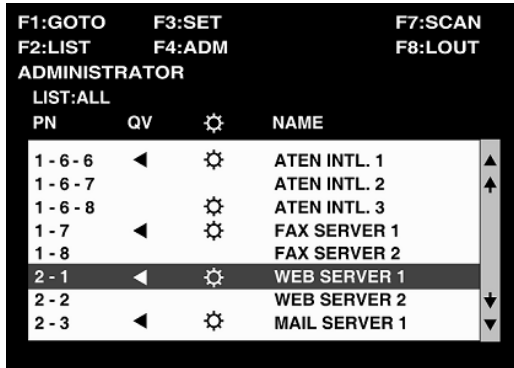 F1:GOTO F3:SET F7:SCAN
F2:LIST F4:ADM F8:LOUT
ADMINISTRATOR
LIST:ALL
PN QV NAME
1 - 6 - 6 ATEN INTL. 1
1 - 6 - 7 ATEN INTL. 2
1 - 6 - 8 ATEN INTL. 3
1 - 7 FAX SERVER 1
1 - 8 FAX SERVER 2
2 - 1 WEB SERVER 1
2 - 2 WEB SERVER 2
2 - 3 MAIL SERVER 1